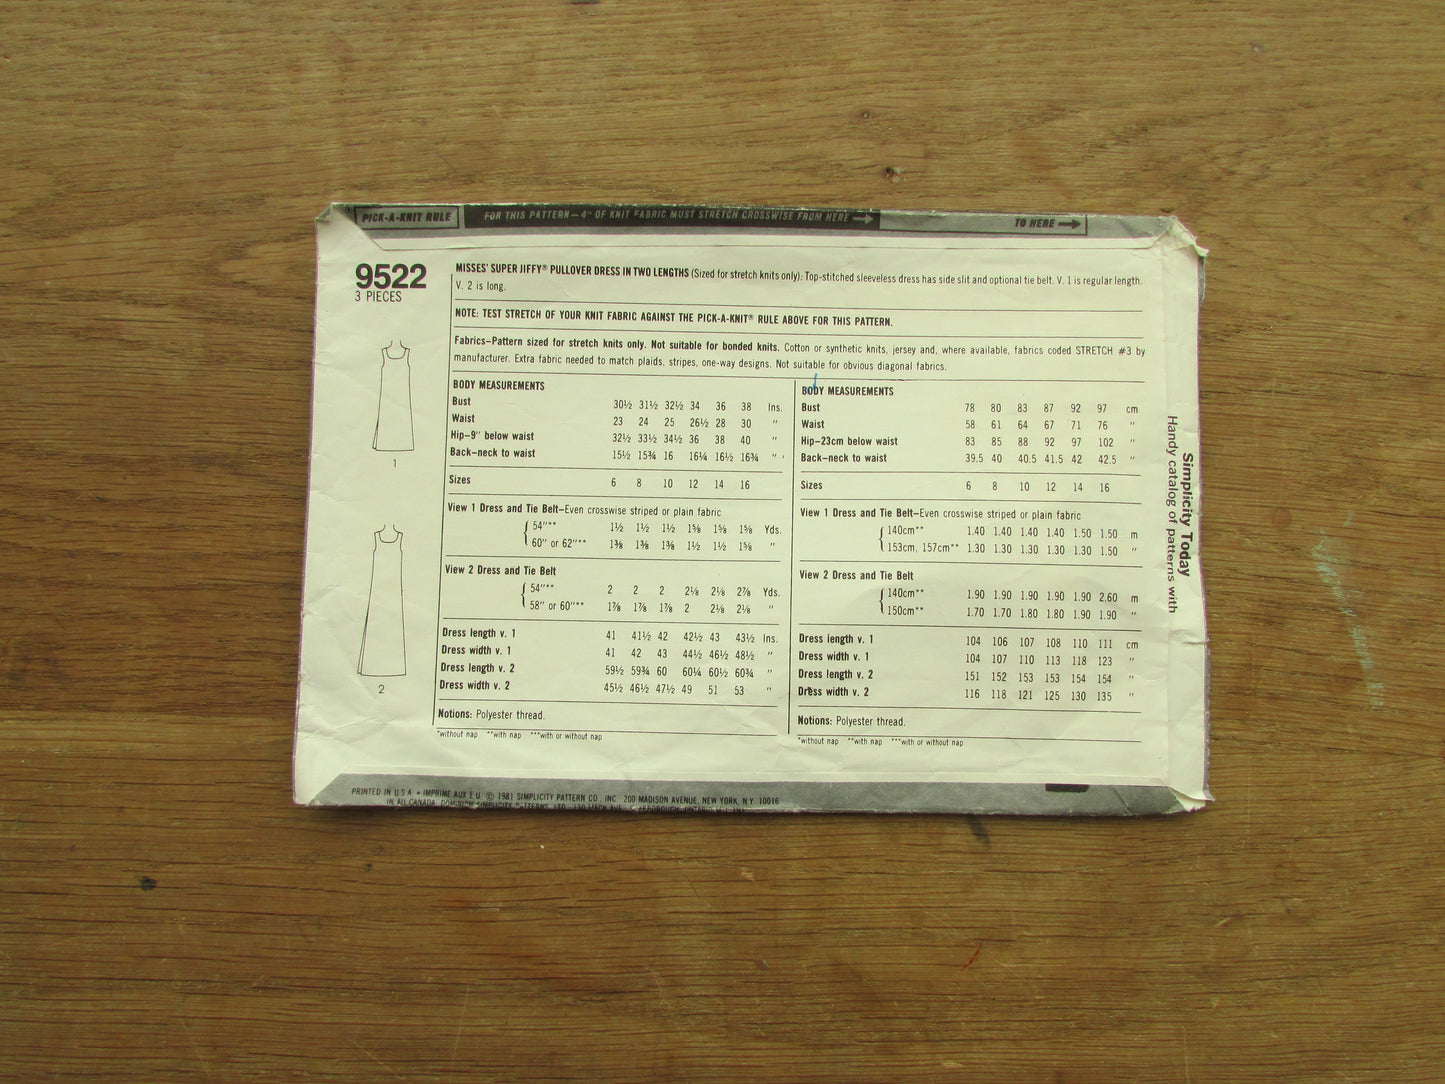 PICK-A-KNIT RULE
FOR THIS PATTERN—4" OF KNIT FABRIC MUST STRETCH CROSSWISE FROM HERE
TO HERE
9522
3 PIECES
MISSES' SUPER JIFFY® PULLOVER DRESS IN TWO LENGTHS (Sized for stretch knits only): Top-stitched sleeveless dress has side slit and optional tie belt. V. 1 is regular length.
V. 2 is long.
NOTE: TEST STRETCH OF YOUR KNIT FABRIC AGAINST THE PICK-A-KNIT® RULE ABOVE FOR THIS PATTERN.
Fabrics—Pattern sized for stretch knits only. Not suitable for bonded knits. Cotton or synthetic knits, jersey and, where available, fabrics coded STRETCH #3 by
manufacturer. Extra fabric needed to match plaids, stripes, one-way designs. Not suitable for obvious diagonal fabrics.
1
2
BODY MEASUREMENTS
Bust 30½ 31½ 32½ 34 36 38 Ins.
Waist 23 24 25 26½ 28 30 "
Hip—9" below waist 32½ 33½ 34½ 36 38 40 "
Back—neck to waist 15½ 15¾ 16 16¼ 16½ 16¾ "
Sizes 6 8 10 12 14 16
View 1 Dress and Tie Belt—Even crosswise striped or plain fabric
54"** 1½ 1½ 1½ 1⅝ 1⅝ 1⅝ Yds.
60" or 62"** 1⅜ 1⅜ 1⅜ 1½ 1½ 1⅝ "
View 2 Dress and Tie Belt
54"** 2 2 2 2⅛ 2⅛ 2⅞ Yds.
58" or 60"** 1⅞ 1⅞ 1⅞ 2 2⅛ 2⅛ "
Dress length v. 1 41 41½ 42 42½ 43 43½ Ins.
Dress width v. 1 41 42 43 44½ 46½ 48½ "
Dress length v. 2 59½ 59¾ 60 60¼ 60½ 60¾ "
Dress width v. 2 45½ 46½ 47½ 49 51 53 "
Notions: Polyester thread.
*without nap **with nap ***with or without nap
BODY MEASUREMENTS
Bust 78 80 83 87 92 97 cm
Waist 58 61 64 67 71 76 "
Hip—23cm below waist 83 85 88 92 97 102 "
Back—neck to waist 39.5 40 40.5 41.5 42 42.5 "
Sizes 6 8 10 12 14 16
View 1 Dress and Tie Belt—Even crosswise striped or plain fabric
140cm** 1.40 1.40 1.40 1.40 1.50 1.50 m
153cm, 157cm** 1.30 1.30 1.30 1.30 1.30 1.50 "
View 2 Dress and Tie Belt
140cm** 1.90 1.90 1.90 1.90 1.90 2.60 m
150cm** 1.70 1.70 1.80 1.80 1.90 1.90 "
Dress length v. 1 104 106 107 108 110 111 cm
Dress width v. 1 104 107 110 113 118 123 "
Dress length v. 2 151 152 153 153 154 154 "
Dress width v. 2 116 118 121 125 130 135 "
Notions: Polyester thread.
*without nap **with nap ***with or without nap
Simplicity Today
Handy catalog of patterns with
PRINTED IN U.S.A. • IMPRIME AUX E.U. © 1981 SIMPLICITY PATTERN CO., INC. 200 MADISON AVENUE, NEW YORK, N.Y. 10016
IN CANADA, DOMINION SIMPLICITY PATTERNS, LTD.